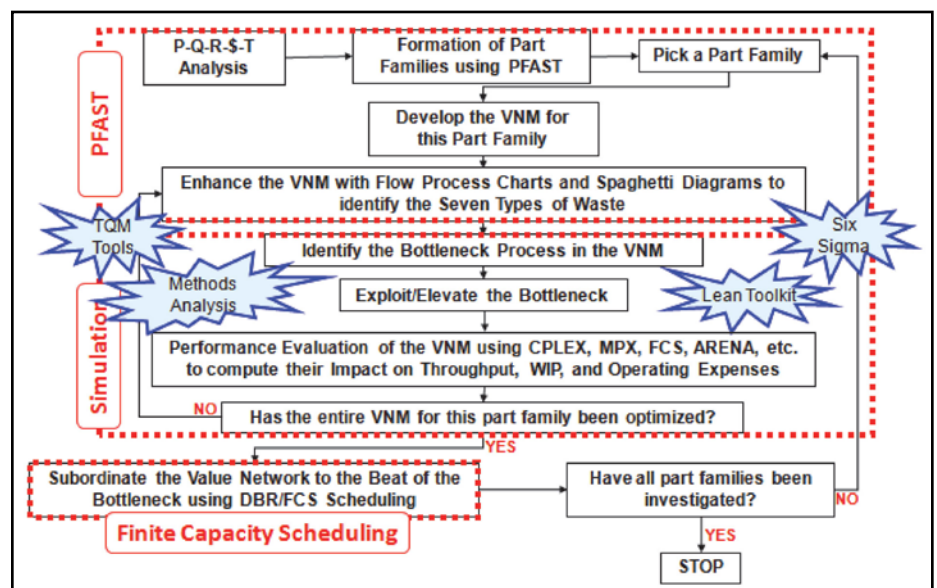 P-Q-R-$-T
Analysis
Formation of Part
Families using PFAST
Pick a Part Family
Develop the VNM for
this Part Family
PFAST
Enhance the VNM with Flow Process Charts and Spaghetti Diagrams to
identify the Seven Types of Waste
TQM
Tools
Six
Sigma
Identify the Bottleneck Process in the VNM
Methods
Analysis
Exploit/Elevate the Bottleneck
Lean Toolkit
Simulation
Performance Evaluation of the VNM using CPLEX, MPX, FCS, ARENA, etc.
to compute their Impact on Throughput, WIP, and Operating Expenses
NO
Has the entire VNM for this part family been optimized?
YES
Subordinate the Value Network to the Beat of the
Bottleneck using DBR/FCS Scheduling
Have all part families been
investigated?
NO
Finite Capacity Scheduling
YES
STOP